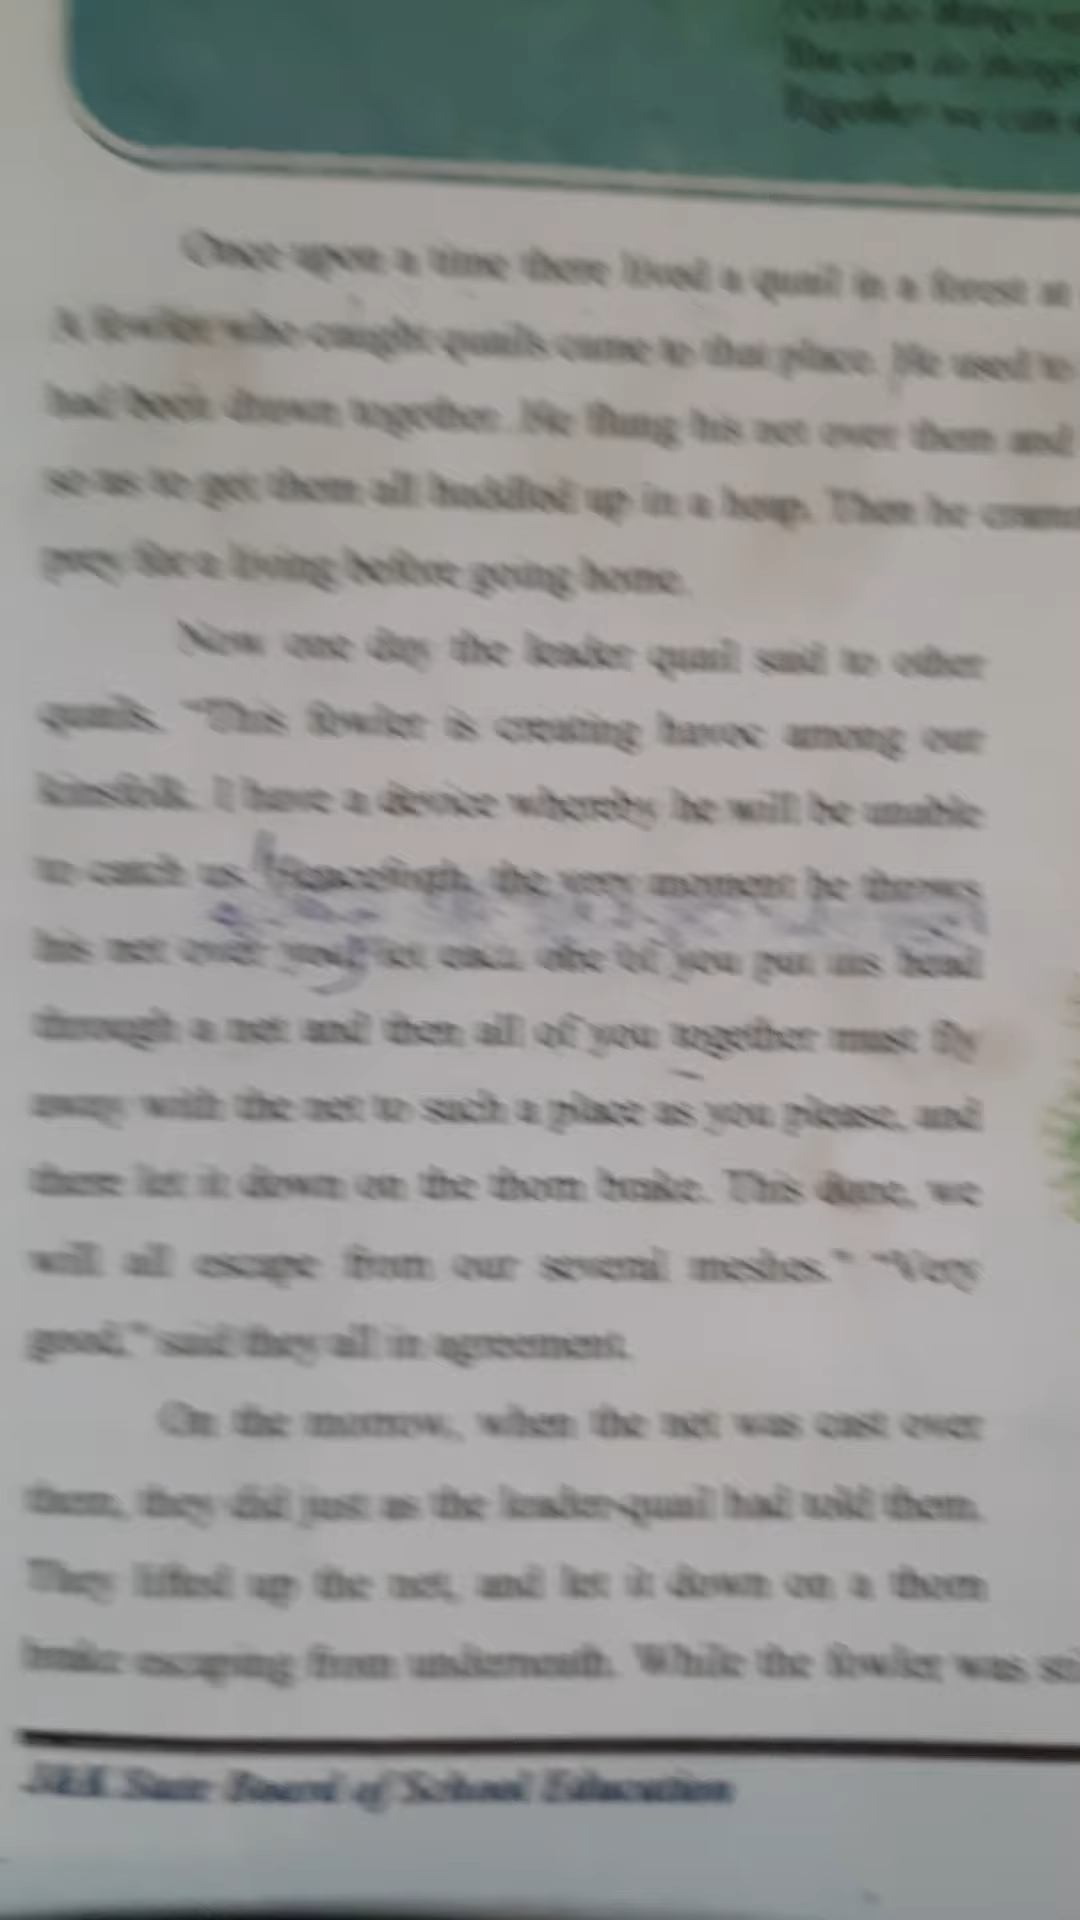 Together we can
Once upon a time there lived a quail in a forest at
A fowler who caught quails came to that place. He used to
had been drawn together. He flung his net over them and
so as to get them all huddled up in a heap. Then he
prey for a living before going home.
Now one day the leader quail said to other
quails. "This fowler is creating havoc among our
kinsfolk. I have a device whereby he will be unable
to catch us. Henceforth, the very moment he throws
his net over you, let each one of you put his head
through a net and then all of you together must fly
away with the net to such a place as you please, and
there let it down on the thorn brake. This done, we
will all escape from our several meshes." "Very
good," said they all in agreement.
On the morrow, when the net was cast over
them, they did just as the leader-quail had told them.
They lifted up the net, and let it down on a thorn
brake escaping from underneath. While the fowler was
J&K State Board of School Education